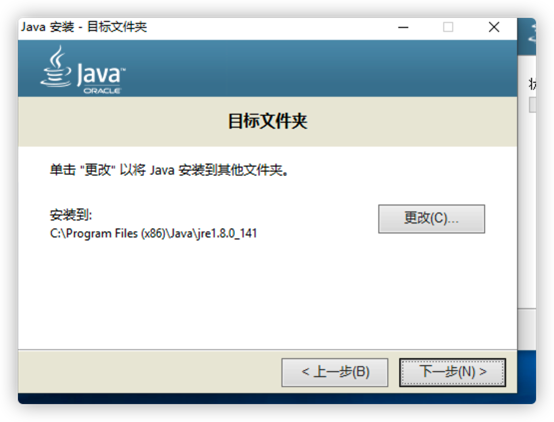 Java 安装 - 目标文件夹
Java™
ORACLE
目标文件夹
单击 "更改" 以将 Java 安装到其他文件夹。
安装到:
更改(C)...
C:\Program Files (x86)\Java\jre1.8.0_141
< 上一步(B)
下一步(N) >